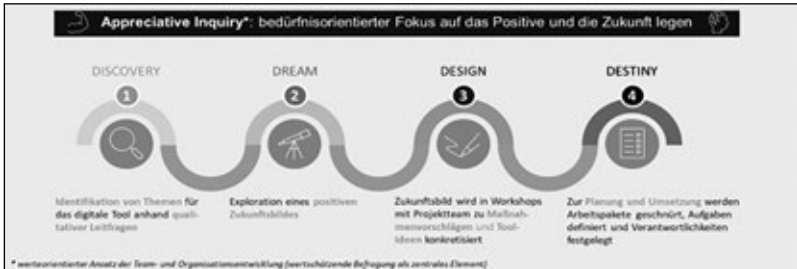 Appreciative Inquiry*: bedürfnisorientierter Fokus auf das Positive und die Zukunft legen
DISCOVERY
DREAM
DESIGN
DESTINY
1
2
3
4
Identifikation von Themen für
das digitale Tool anhand quali-
tativer Leitfragen
Exploration eines positiven
Zukunftsbildes
Zukunftsbild wird in Workshops
mit Projektteam zu Maßnah-
menvorschlägen und Tool-
Ideen konkretisiert
Zur Planung und Umsetzung werden
Arbeitspakete geschnürt, Aufgaben
definiert und Verantwortlichkeiten
festgelegt
* werteorientierter Ansatz der Team- und Organisationsentwicklung (wertschätzende Befragung als zentrales Element)